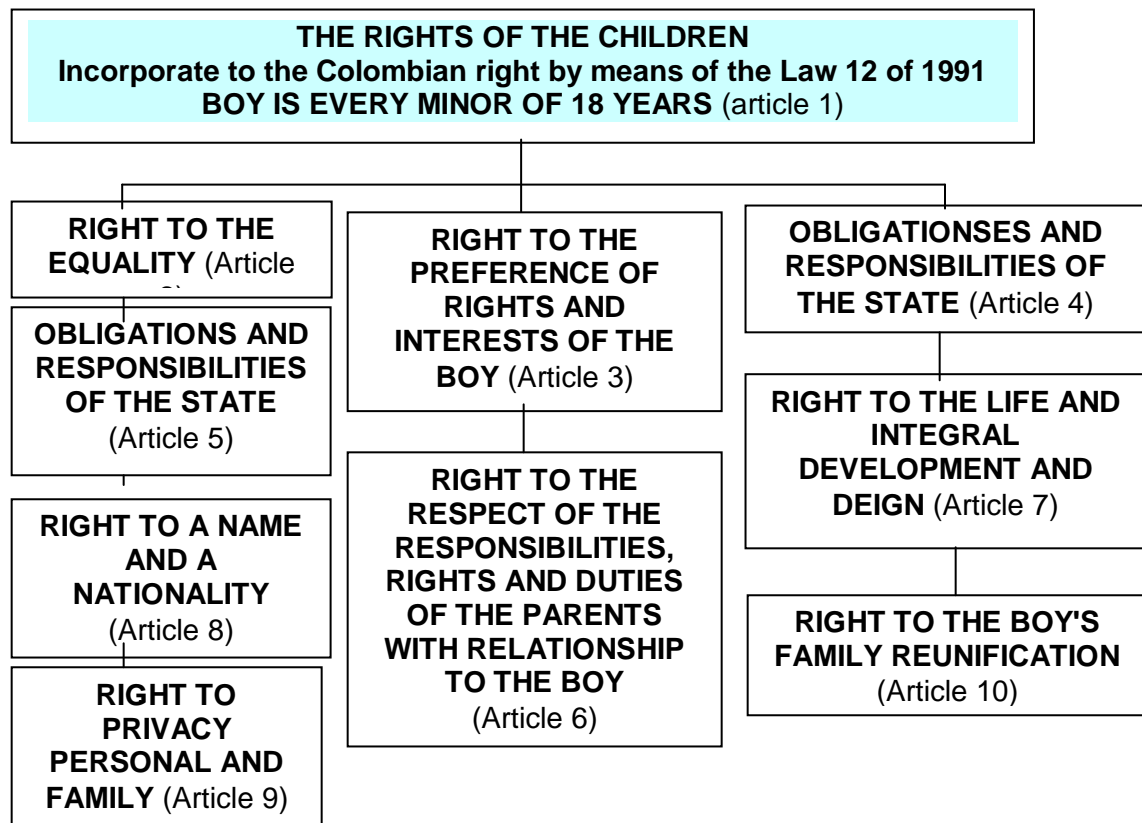 THE RIGHTS OF THE CHILDREN
Incorporate to the Colombian right by means of the Law 12 of 1991
BOY IS EVERY MINOR OF 18 YEARS (article 1)
RIGHT TO THE
EQUALITY (Article
OBLIGATIONS AND
RESPONSIBILITIES
OF THE STATE
(Article 5)
RIGHT TO A NAME
AND A
NATIONALITY
(Article 8)
RIGHT TO
PRIVACY
PERSONAL AND
FAMILY (Article 9)
RIGHT TO THE
PREFERENCE OF
RIGHTS AND
INTERESTS OF THE
BOY (Article 3)
RIGHT TO THE
RESPECT OF THE
RESPONSIBILITIES,
RIGHTS AND DUTIES
OF THE PARENTS
WITH RELATIONSHIP
TO THE BOY
(Article 6)
OBLIGATIONSES AND
RESPONSIBILITIES OF
THE STATE (Article 4)
RIGHT TO THE LIFE AND
INTEGRAL
DEVELOPMENT AND
DEIGN (Article 7)
RIGHT TO THE BOY'S
FAMILY REUNIFICATION
(Article 10)